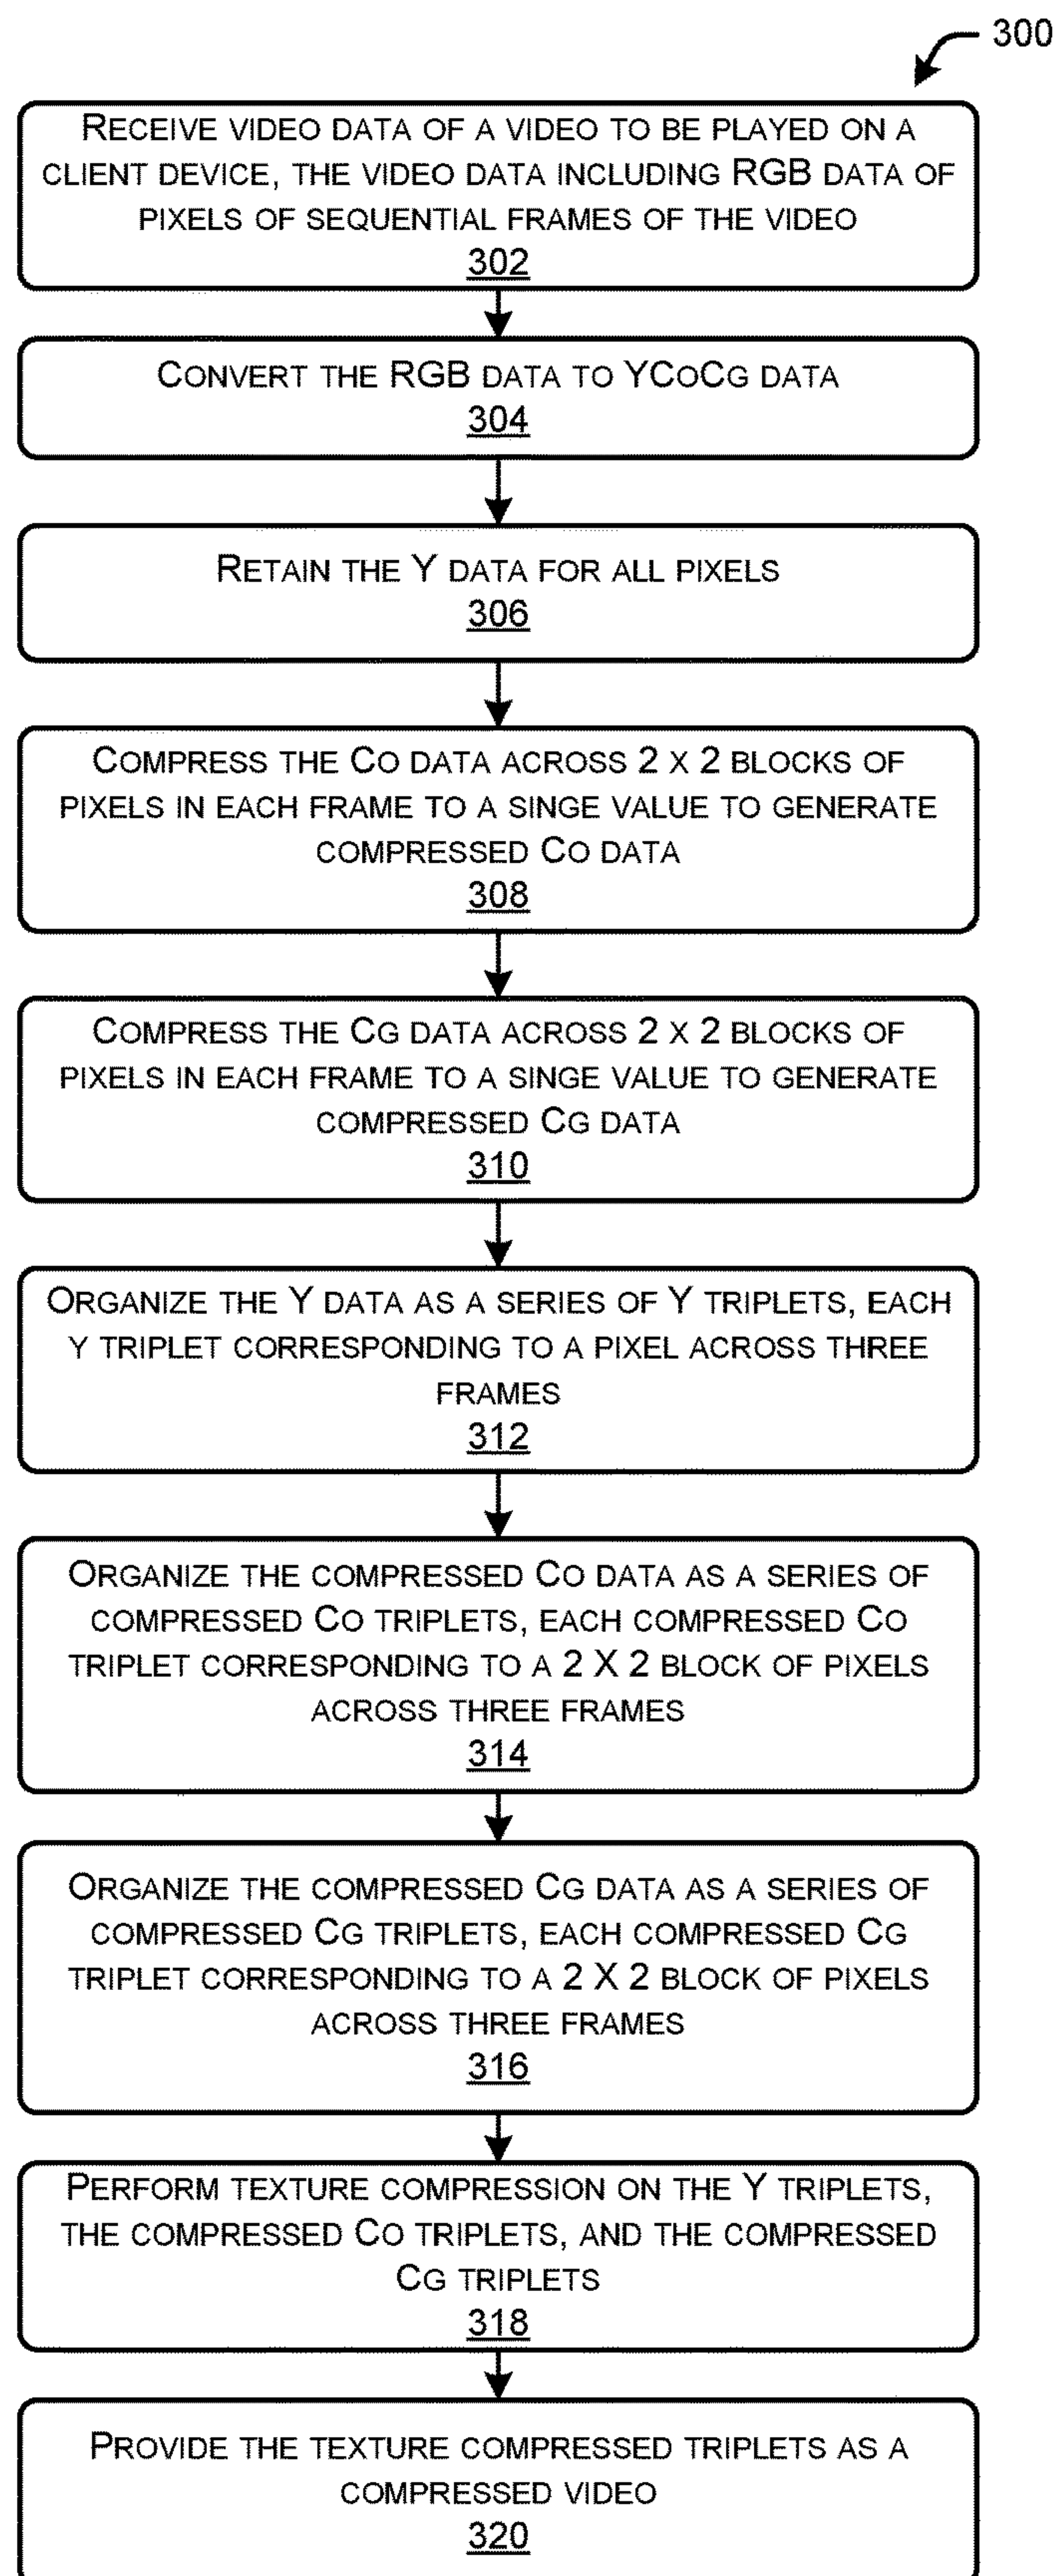 300
RECEIVE VIDEO DATA OF A VIDEO TO BE PLAYED ON A
CLIENT DEVICE, THE VIDEO DATA INCLUDING RGB DATA OF
PIXELS OF SEQUENTIAL FRAMES OF THE VIDEO
302
CONVERT THE RGB DATA TO YCOCG DATA
304
RETAIN THE Y DATA FOR ALL PIXELS
306
COMPRESS THE CO DATA ACROSS 2 X 2 BLOCKS OF
PIXELS IN EACH FRAME TO A SINGE VALUE TO GENERATE
COMPRESSED CO DATA
308
COMPRESS THE CG DATA ACROSS 2 X 2 BLOCKS OF
PIXELS IN EACH FRAME TO A SINGE VALUE TO GENERATE
COMPRESSED CG DATA
310
ORGANIZE THE Y DATA AS A SERIES OF Y TRIPLETS, EACH
Y TRIPLET CORRESPONDING TO A PIXEL ACROSS THREE
FRAMES
312
ORGANIZE THE COMPRESSED CO DATA AS A SERIES OF
COMPRESSED CO TRIPLETS, EACH COMPRESSED CO
TRIPLET CORRESPONDING TO A 2 X 2 BLOCK OF PIXELS
ACROSS THREE FRAMES
314
ORGANIZE THE COMPRESSED CG DATA AS A SERIES OF
COMPRESSED CG TRIPLETS, EACH COMPRESSED CG
TRIPLET CORRESPONDING TO A 2 X 2 BLOCK OF PIXELS
ACROSS THREE FRAMES
316
PERFORM TEXTURE COMPRESSION ON THE Y TRIPLETS,
THE COMPRESSED CO TRIPLETS, AND THE COMPRESSED
CG TRIPLETS
318
PROVIDE THE TEXTURE COMPRESSED TRIPLETS AS A
COMPRESSED VIDEO
320